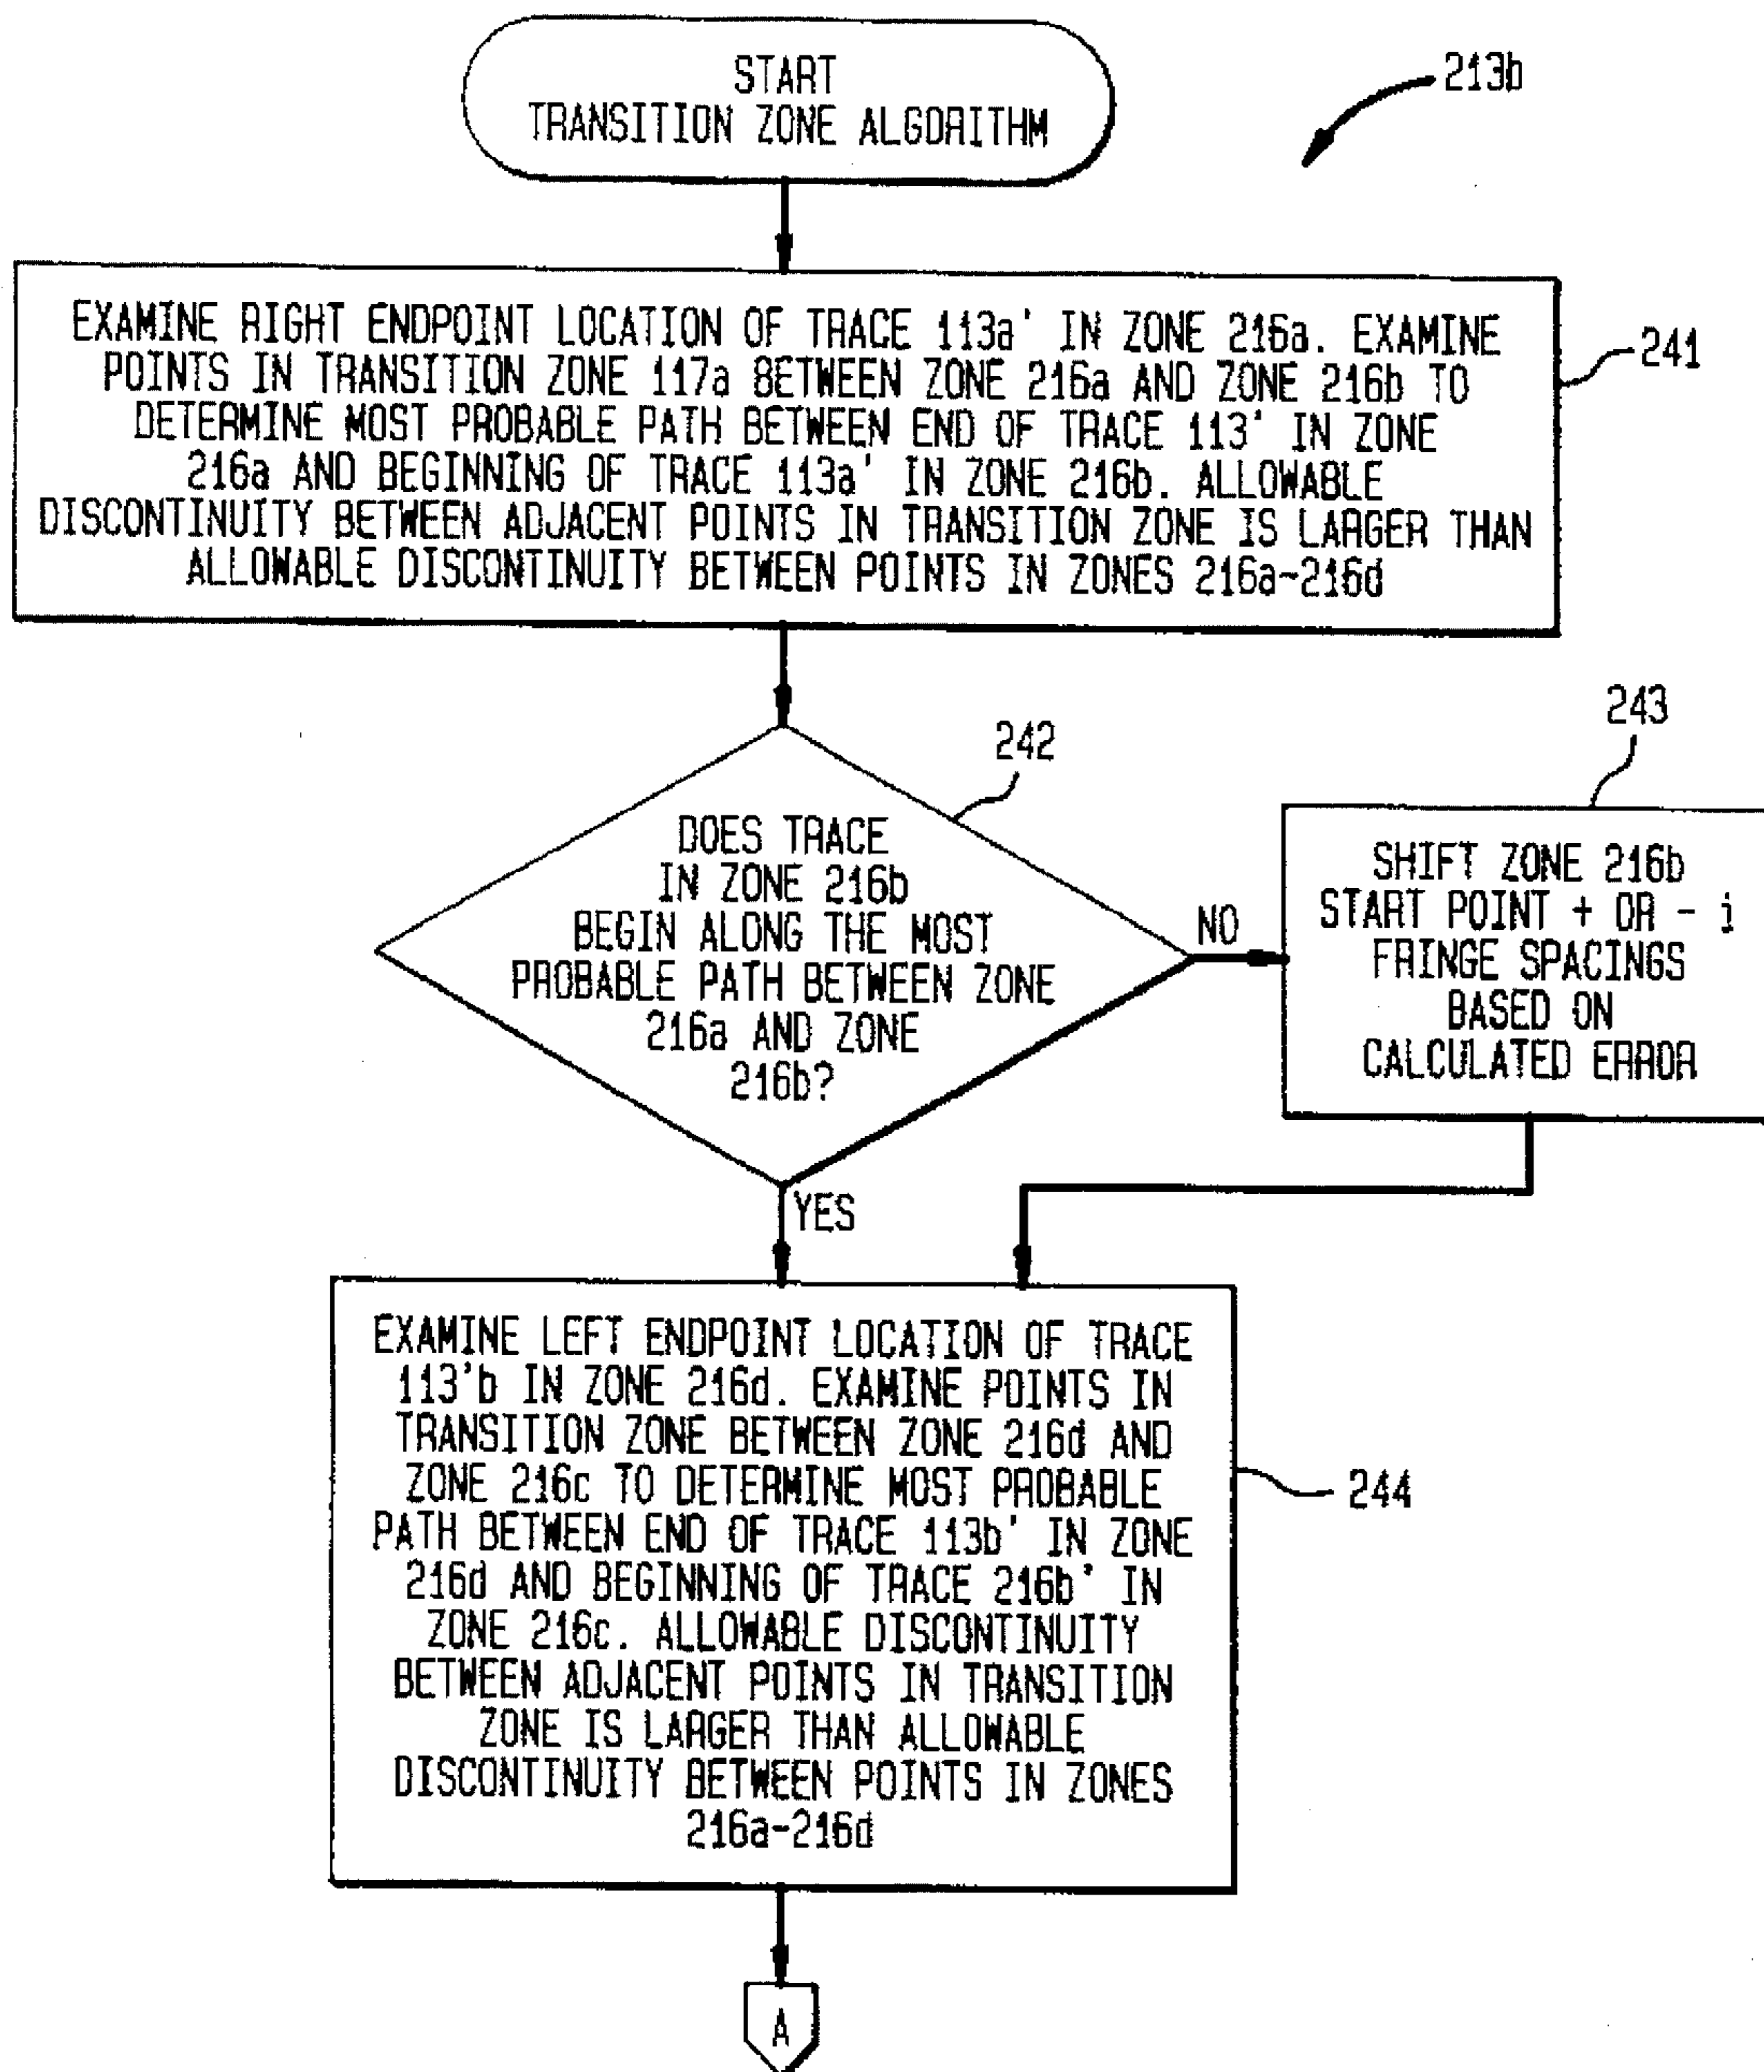 START
TRANSITION ZONE ALGORITHM
213b
EXAMINE RIGHT ENDPOINT LOCATION OF TRACE 113a' IN ZONE 216a. EXAMINE
POINTS IN TRANSITION ZONE 117a BETWEEN ZONE 216a AND ZONE 216b TO
DETERMINE MOST PROBABLE PATH BETWEEN END OF TRACE 113' IN ZONE
216a AND BEGINNING OF TRACE 113a' IN ZONE 216b. ALLOWABLE
DISCONTINUITY BETWEEN ADJACENT POINTS IN TRANSITION ZONE IS LARGER THAN
ALLOWABLE DISCONTINUITY BETWEEN POINTS IN ZONES 216a-216d
241
242
DOES TRACE
IN ZONE 216b
BEGIN ALONG THE MOST
PROBABLE PATH BETWEEN ZONE
216a AND ZONE
216b?
NO
243
SHIFT ZONE 216b
START POINT + OR - i
FRINGE SPACINGS
BASED ON
CALCULATED ERROR
YES
EXAMINE LEFT ENDPOINT LOCATION OF TRACE
113'b IN ZONE 216d. EXAMINE POINTS IN
TRANSITION ZONE BETWEEN ZONE 216d AND
ZONE 216c TO DETERMINE MOST PROBABLE
PATH BETWEEN END OF TRACE 113b' IN ZONE
216d AND BEGINNING OF TRACE 216b' IN
ZONE 216c. ALLOWABLE DISCONTINUITY
BETWEEN ADJACENT POINTS IN TRANSITION
ZONE IS LARGER THAN ALLOWABLE
DISCONTINUITY BETWEEN POINTS IN ZONES
216a-216d
244
A